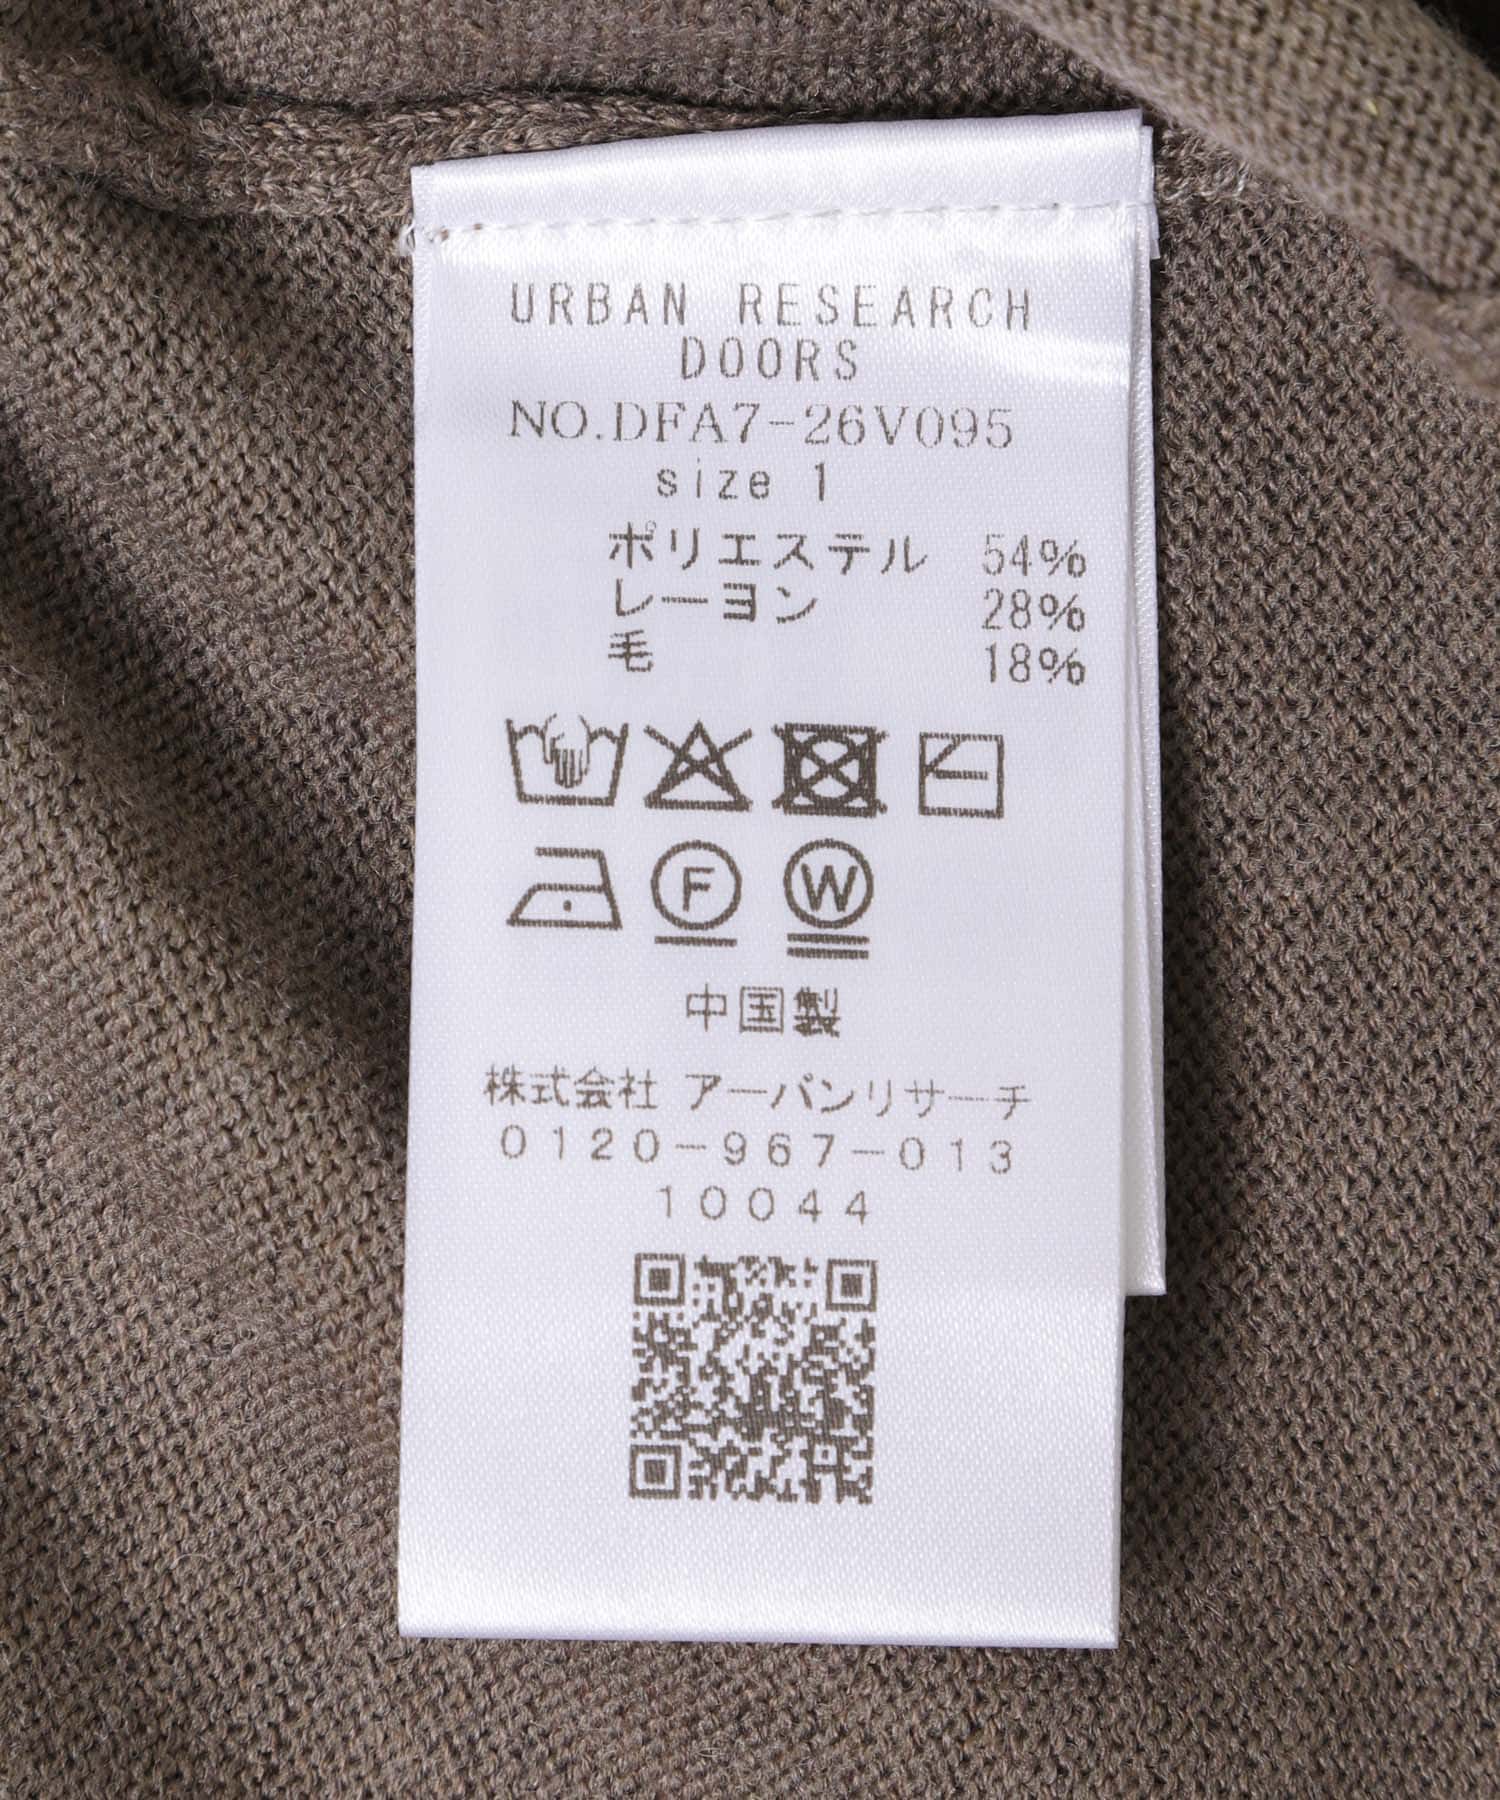 URBAN RESEARCH
DOORS
NO.DFA7-26V095
size 1
ポリエステル 54%
レーヨン 28%
毛 18%
F W
中国製
株式会社 アーバンリサーチ
0120-967-013
10044